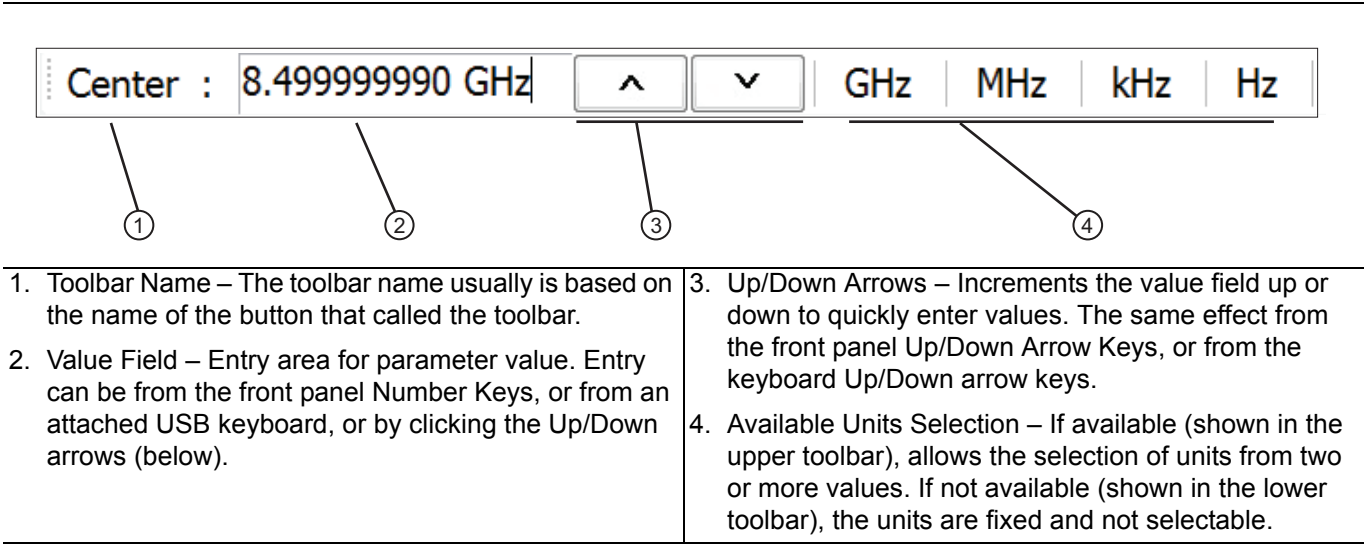 Center : 8.499999990 GHz ^ v GHz MHz kHz Hz
1 2 3 4
1. Toolbar Name – The toolbar name usually is based on
the name of the button that called the toolbar.
2. Value Field – Entry area for parameter value. Entry
can be from the front panel Number Keys, or from an
attached USB keyboard, or by clicking the Up/Down
arrows (below).
3. Up/Down Arrows – Increments the value field up or
down to quickly enter values. The same effect from
the front panel Up/Down Arrow Keys, or from the
keyboard Up/Down arrow keys.
4. Available Units Selection – If available (shown in the
upper toolbar), allows the selection of units from two
or more values. If not available (shown in the lower
toolbar), the units are fixed and not selectable.